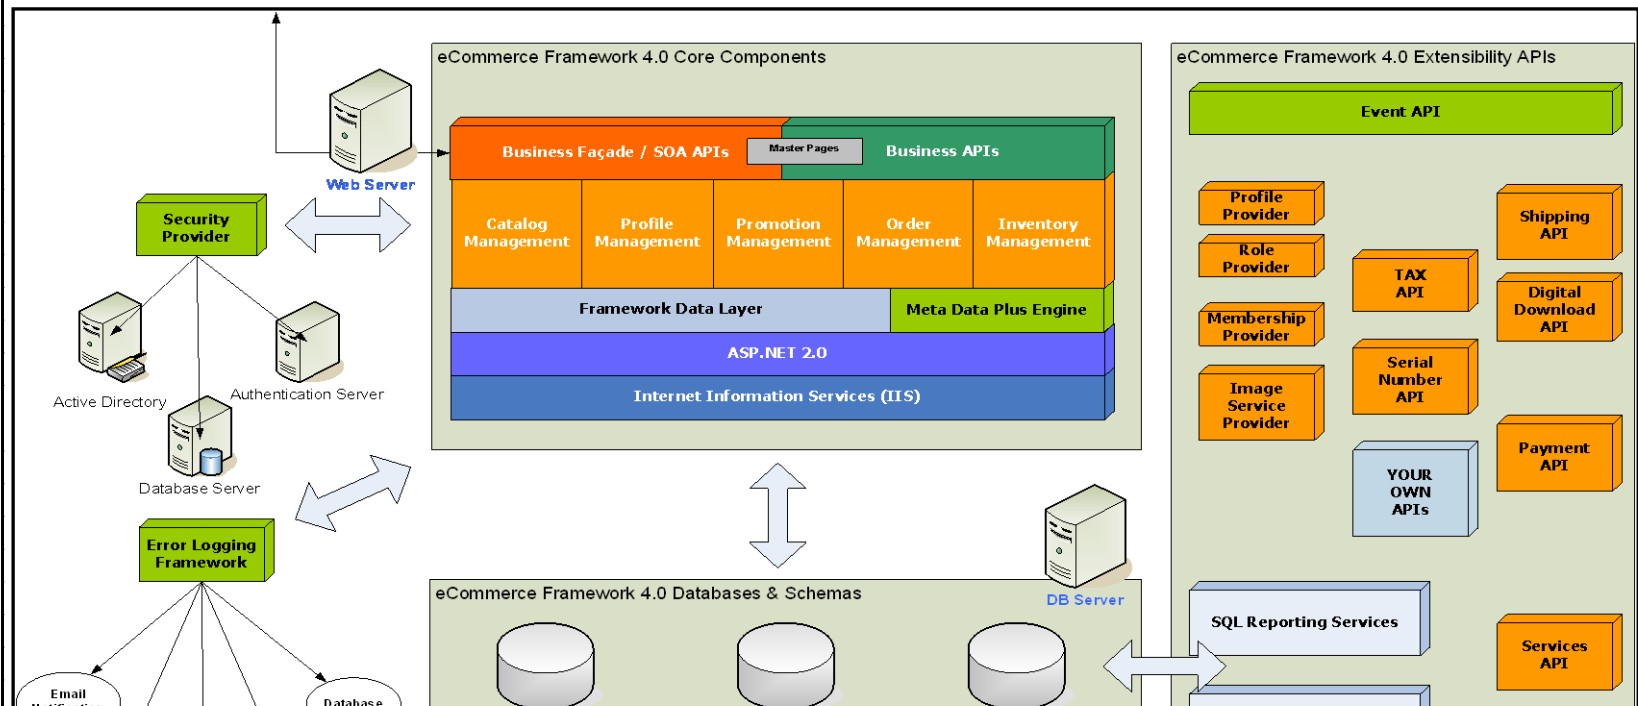 eCommerce Framework 4.0 Core Components
eCommerce Framework 4.0 Extensibility APIs
Event API
Business Façade / SOA APIs
Master Pages
Business APIs
Web Server
Security
Provider
Catalog
Management
Profile
Management
Promotion
Management
Order
Management
Inventory
Management
Profile
Provider
Shipping
API
Role
Provider
TAX
API
Digital
Download
API
Framework Data Layer
Meta Data Plus Engine
Membership
Provider
ASP.NET 2.0
Serial
Number
API
Internet Information Services (IIS)
Image
Service
Provider
Active Directory
Authentication Server
Database Server
Payment
API
YOUR
OWN
APIs
Error Logging
Framework
eCommerce Framework 4.0 Databases & Schemas
DB Server
SQL Reporting Services
Services
API
Email
Notification
Database